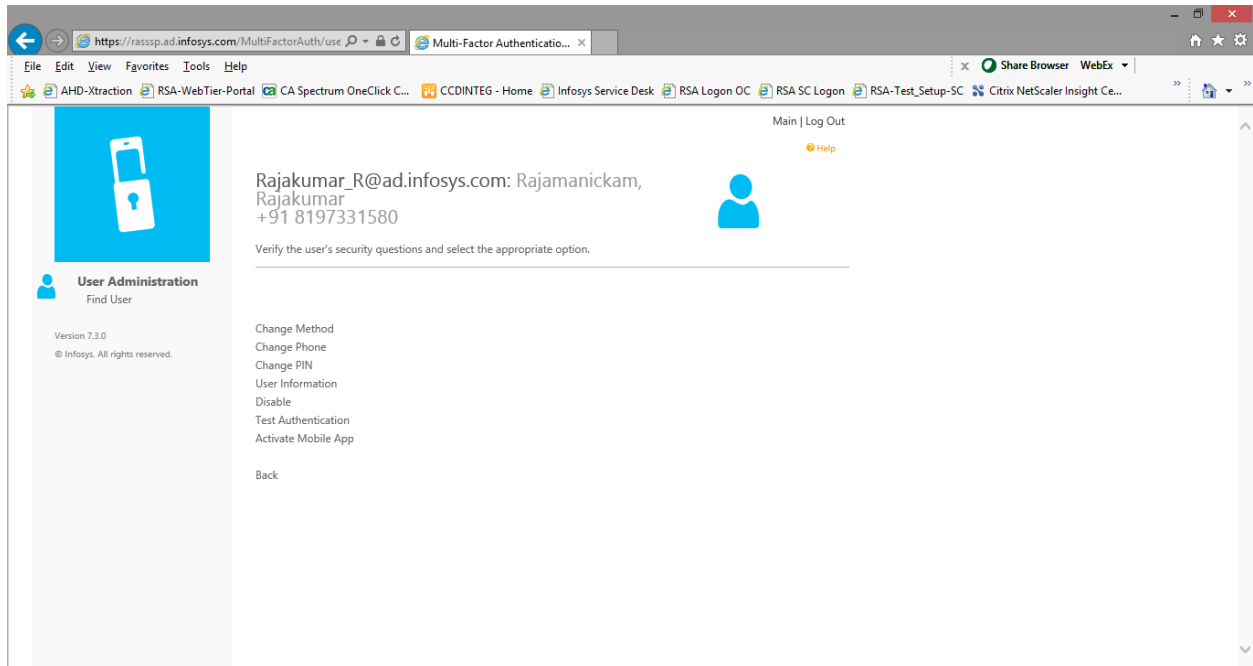 https://rasssp.ad.infosys.com/MultiFactorAuth/use
Multi-Factor Authenticatio...
File Edit View Favorites Tools Help
x Share Browser WebEx
AHD-Xtraction RSA-WebTier-Portal CA Spectrum OneClick C... CCDINTEG - Home Infosys Service Desk RSA Logon OC RSA SC Logon RSA-Test_Setup-SC Citrix NetScaler Insight Ce...
Main | Log Out
Help
Rajakumar_R@ad.infosys.com: Rajamanickam,
Rajakumar
+91 8197331580
Verify the user's security questions and select the appropriate option.
User Administration
Find User
Version 7.3.0
© Infosys. All rights reserved.
Change Method
Change Phone
Change PIN
User Information
Disable
Test Authentication
Activate Mobile App
Back